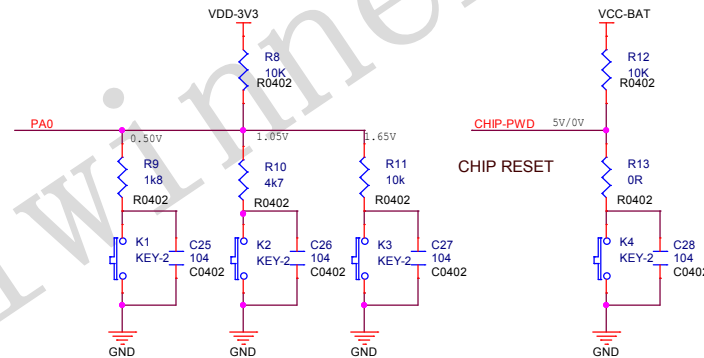 VDD-3V3
VCC-BAT
R8
10K
R0402
R12
10K
R0402
PA0
0.50V
1.05V
1.65V
CHIP-PWD
5V/0V
CHIP RESET
R9
1k8
R0402
R10
4k7
R0402
R11
10k
R0402
R13
0R
R0402
K1
KEY-2
C25
104
C0402
K2
KEY-2
C26
104
C0402
K3
KEY-2
C27
104
C0402
K4
KEY-2
C28
104
C0402
GND
GND
GND
GND
winner